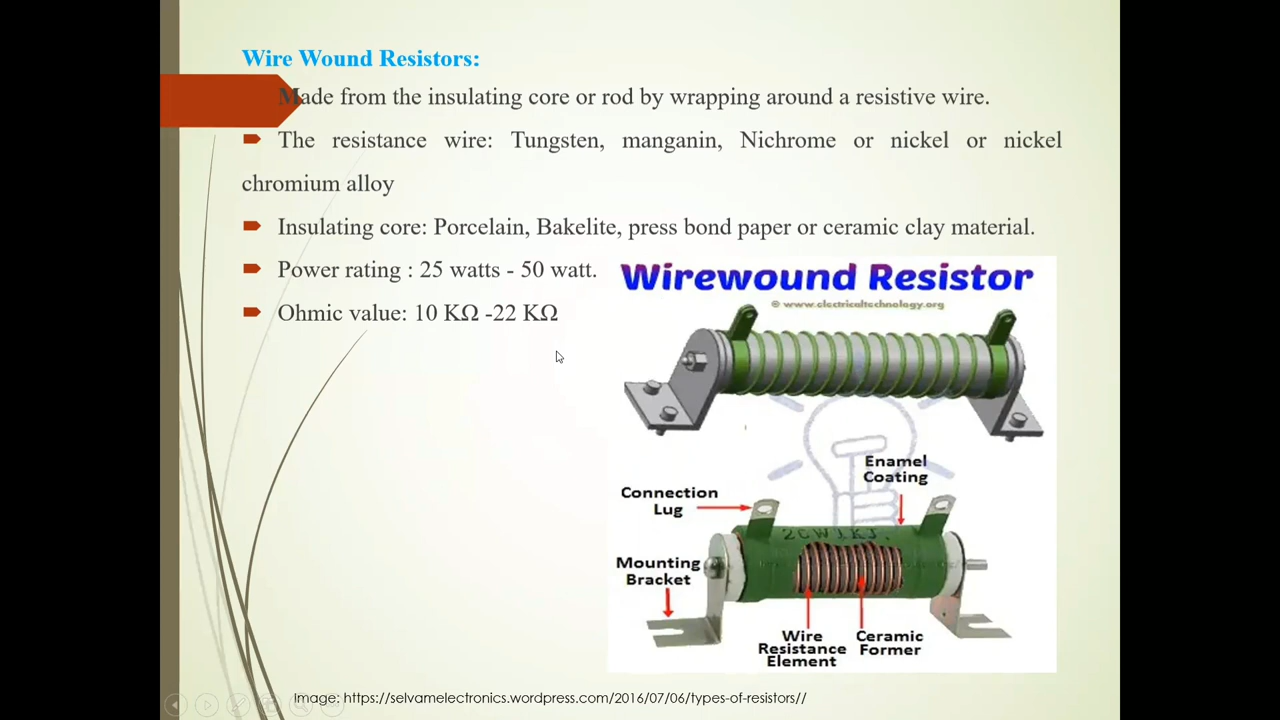 Wire Wound Resistors:
Made from the insulating core or rod by wrapping around a resistive wire.
The resistance wire: Tungsten, manganin, Nichrome or nickel or nickel
chromium alloy
Insulating core: Porcelain, Bakelite, press bond paper or ceramic clay material.
Power rating : 25 watts - 50 watt.
Ohmic value: 10 KΩ -22 KΩ
Wirewound Resistor
© www.electricaltechnology.org
Enamel
Coating
Connection
Lug
Mounting
Bracket
Wire
Resistance
Element
Ceramic
Former
Image: https://selvamelectronics.wordpress.com/2016/07/06/types-of-resistors//